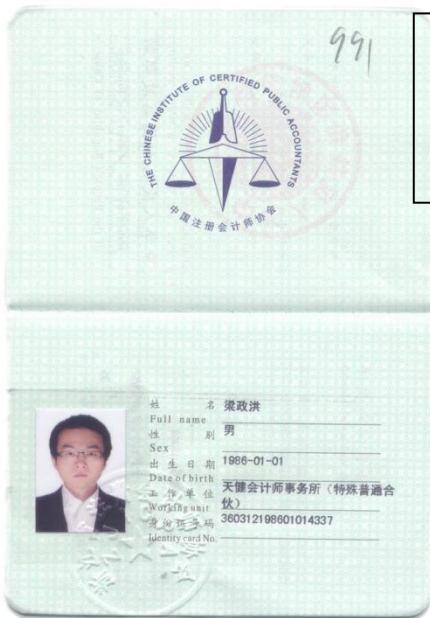 991
THE CHINESE INSTITUTE OF CERTIFIED PUBLIC ACCOUNTANTS
中国注册会计师协会
姓 名 梁政洪
Full name
性 别 男
Sex
出生日期 1986-01-01
Date of birth
工作单位 天健会计师事务所（特殊普通合
Working unit 伙）
身份证号码 360312198601014337
Identity card No.